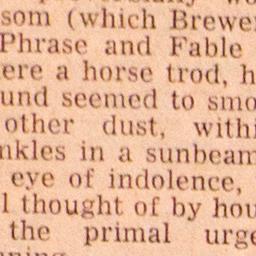 som (which Brewe
Phrase and Fable
ere a horse trod, h
und seemed to smo
other dust, withi
nkles in a sunbeam
eye of indolence,
l thought of by hou
the primal urge